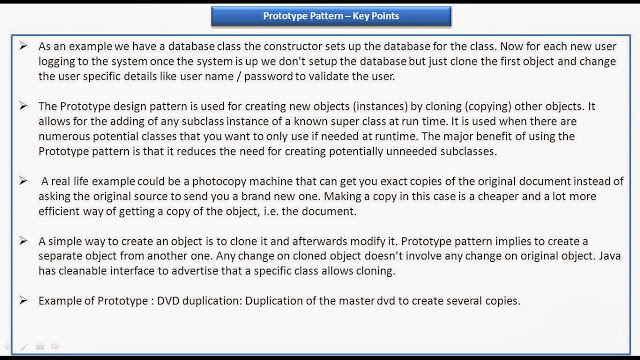 Prototype Pattern – Key Points
As an example we have a database class the constructor sets up the database for the class. Now for each new user
logging to the system once the system is up we don't setup the database but just clone the first object and change
the user specific details like user name / password to validate the user.
The Prototype design pattern is used for creating new objects (instances) by cloning (copying) other objects. It
allows for the adding of any subclass instance of a known super class at run time. It is used when there are
numerous potential classes that you want to only use if needed at runtime. The major benefit of using the
Prototype pattern is that it reduces the need for creating potentially unneeded subclasses.
A real life example could be a photocopy machine that can get you exact copies of the original document instead of
asking the original source to send you a brand new one. Making a copy in this case is a cheaper and a lot more
efficient way of getting a copy of the object, i.e. the document.
A simple way to create an object is to clone it and afterwards modify it. Prototype pattern implies to create a
separate object from another one. Any change on cloned object doesn't involve any change on original object. Java
has cleanable interface to advertise that a specific class allows cloning.
Example of Prototype : DVD duplication: Duplication of the master dvd to create several copies.